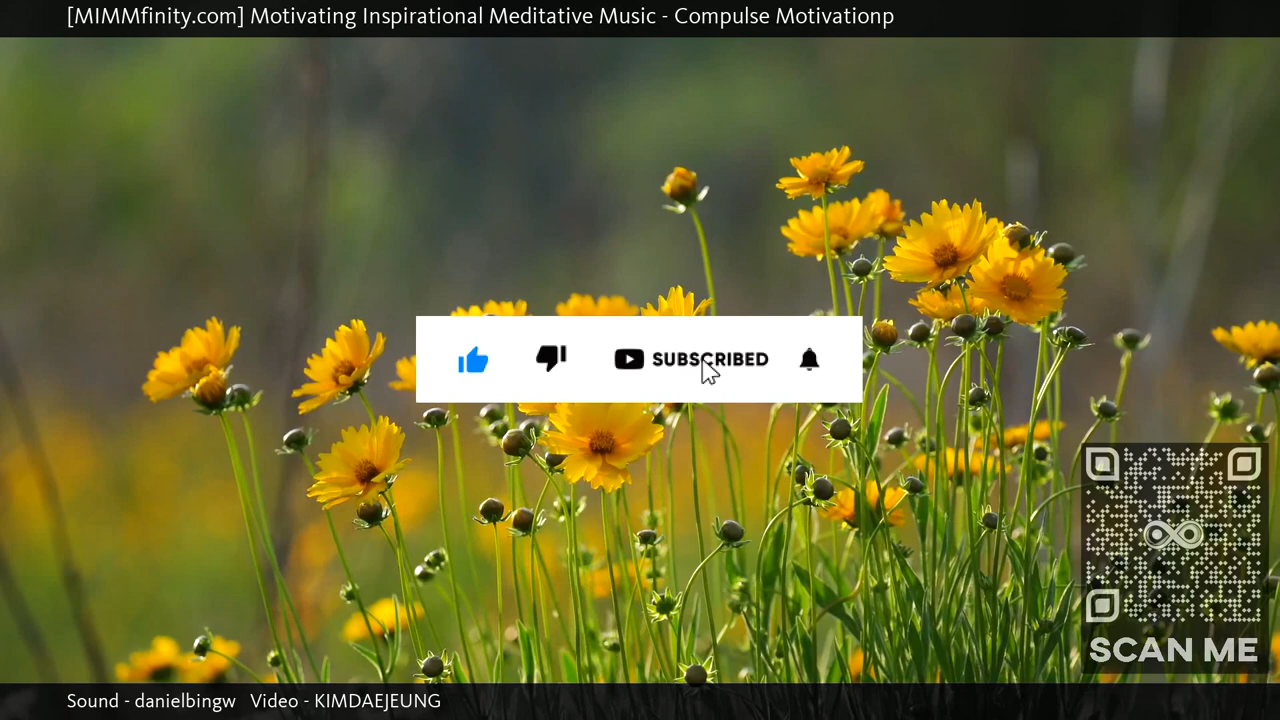 [MIMMfinity.com] Motivating Inspirational Meditative Music - Compulse Motivationp
SUBSCRIBED
SCAN ME
Sound - danielbingw Video - KIMDAEJEUNG